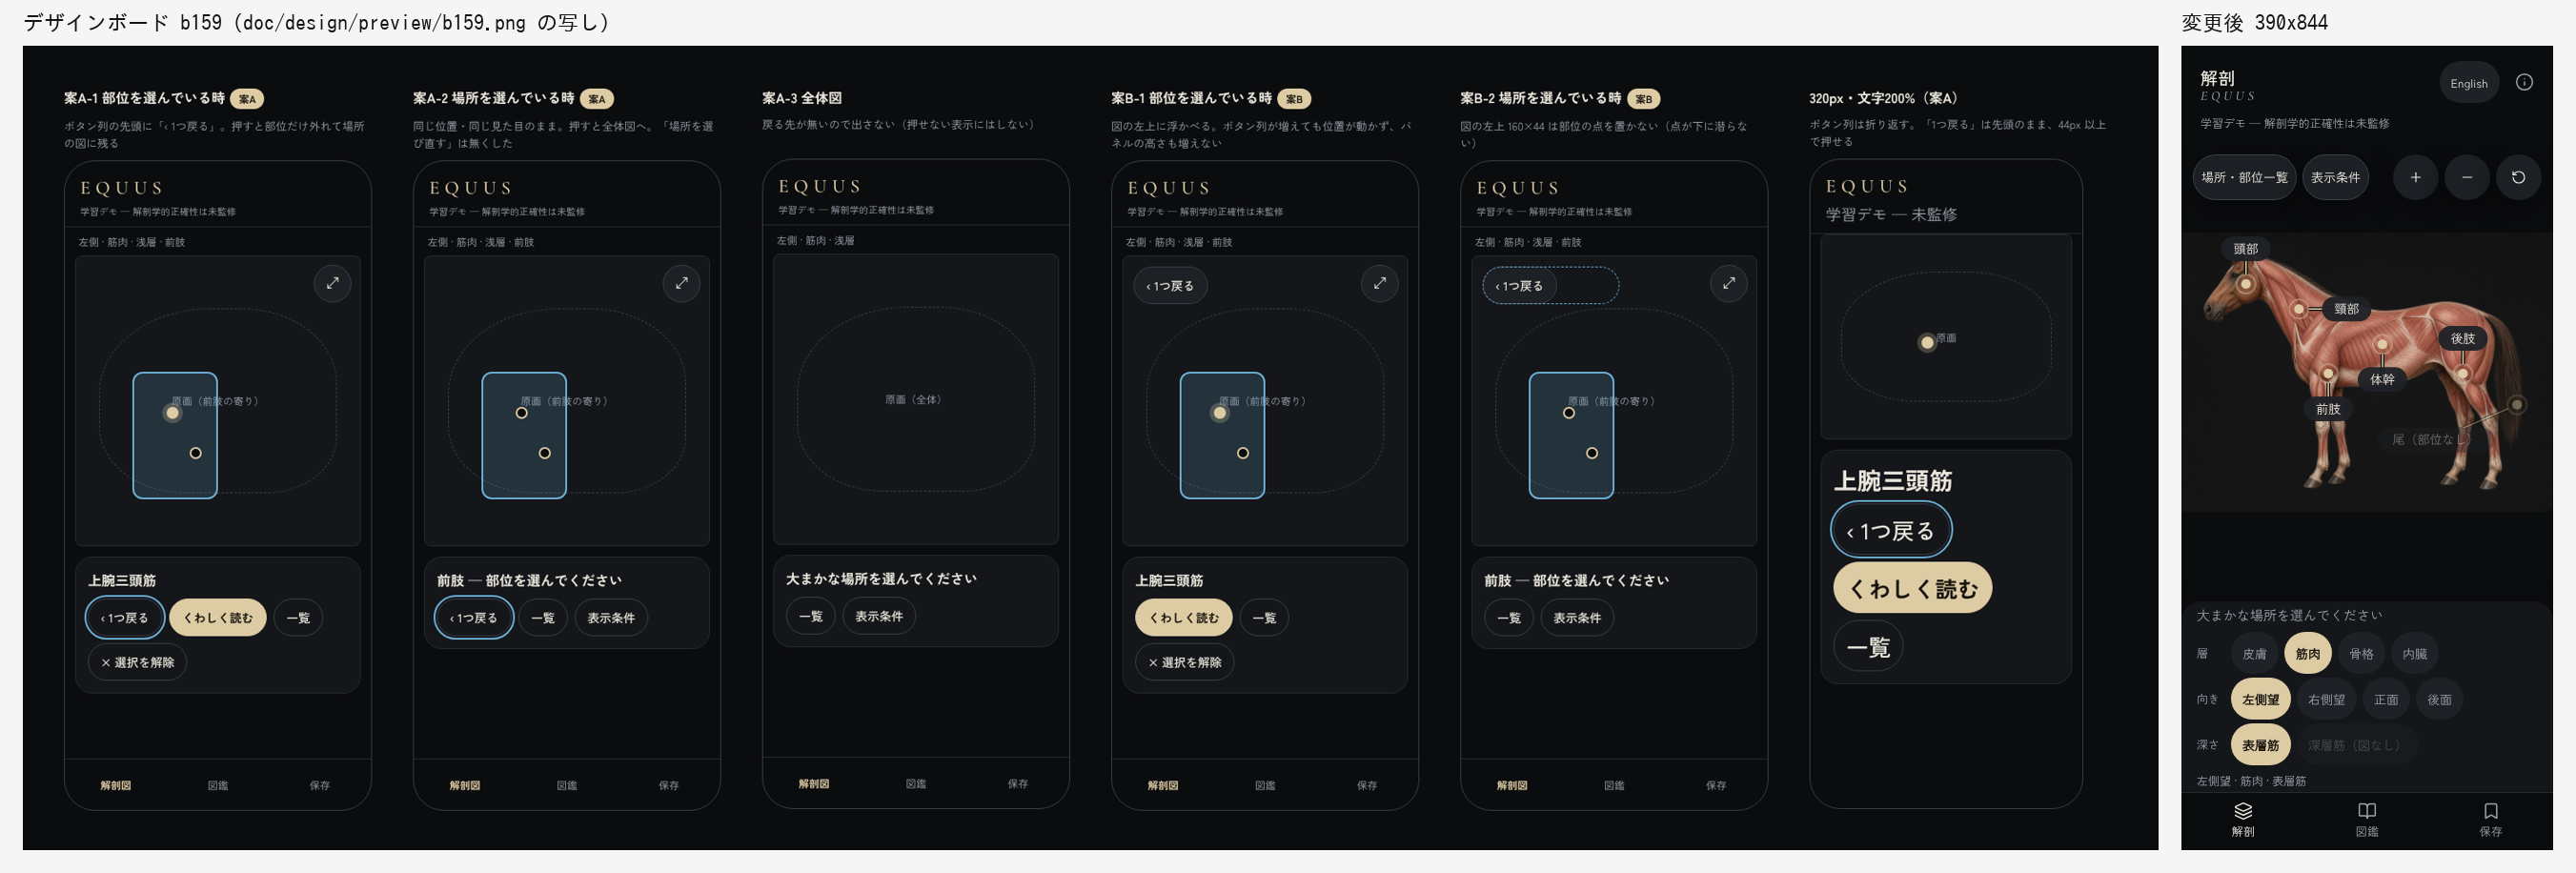 デザインボード b159 (doc/design/preview/b159.png の写し)
変更後 390x844
案A-1 部位を選んでいる時 案A
ボタン列の先頭に「‹ 1つ戻る」。押すと部位だけ外れて場所
の図に残る
EQUUS
学習デモ — 解剖学的正確性は未監修
左側 · 筋肉 · 浅層 · 前肢
原画（前肢の寄り）
上腕三頭筋
‹ 1つ戻る くわしく読む 一覧
× 選択を解除
解剖図 図鑑 保存
案A-2 場所を選んでいる時 案A
同じ位置・同じ見た目のまま。押すと全体図へ。「場所を選
び直す」は無くした
EQUUS
学習デモ — 解剖学的正確性は未監修
左側 · 筋肉 · 浅層 · 前肢
原画（前肢の寄り）
前肢 — 部位を選んでください
‹ 1つ戻る 一覧 表示条件
解剖図 図鑑 保存
案A-3 全体図
戻る先が無いので出さない（押せない表示にはしない）
EQUUS
学習デモ — 解剖学的正確性は未監修
左側 · 筋肉 · 浅層
原画（全体）
大まかな場所を選んでください
一覧 表示条件
解剖図 図鑑 保存
案B-1 部位を選んでいる時 案B
図の左上に浮かべる。ボタン列が増えても位置が動かず、パ
ネルの高さも増えない
EQUUS
学習デモ — 解剖学的正確性は未監修
左側 · 筋肉 · 浅層 · 前肢
‹ 1つ戻る
原画（前肢の寄り）
上腕三頭筋
くわしく読む 一覧
× 選択を解除
解剖図 図鑑 保存
案B-2 場所を選んでいる時 案B
図の左上 160×44 は部位の点を置かない（点が下に潜らな
い）
EQUUS
学習デモ — 解剖学的正確性は未監修
左側 · 筋肉 · 浅層 · 前肢
‹ 1つ戻る
原画（前肢の寄り）
前肢 — 部位を選んでください
一覧 表示条件
解剖図 図鑑 保存
320px・文字200%（案A）
ボタン列は折り返す。「1つ戻る」は先頭のまま、44px 以上
で押せる
EQUUS
学習デモ — 未監修
原画
上腕三頭筋
‹ 1つ戻る
くわしく読む
一覧
解剖
EQUUS
English
学習デモ — 解剖学的正確性は未監修
場所・部位一覧 表示条件
頭部
頸部
後肢
体幹
前肢
尾（部位なし）
大まかな場所を選んでください
層 皮膚 筋肉 骨格 内臓
向き 左側望 右側望 正面 後面
深さ 表層筋 深層筋（図なし）
左側望 · 筋肉 · 表層筋
解剖 図鑑 保存